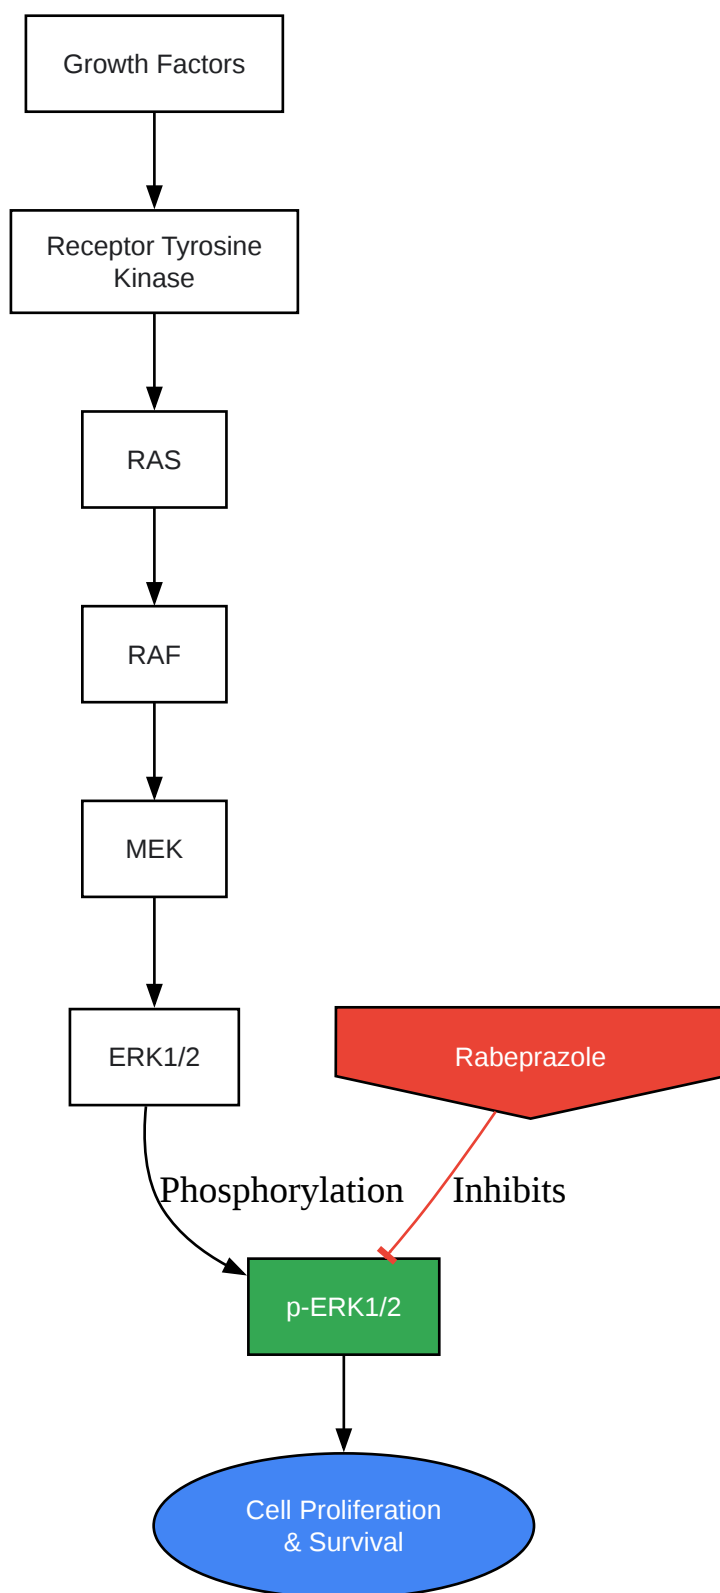 Growth Factors
Receptor Tyrosine
Kinase
RAS
RAF
MEK
ERK1/2
Rabeprazole
Phosphorylation
Inhibits
p-ERK1/2
Cell Proliferation
& Survival